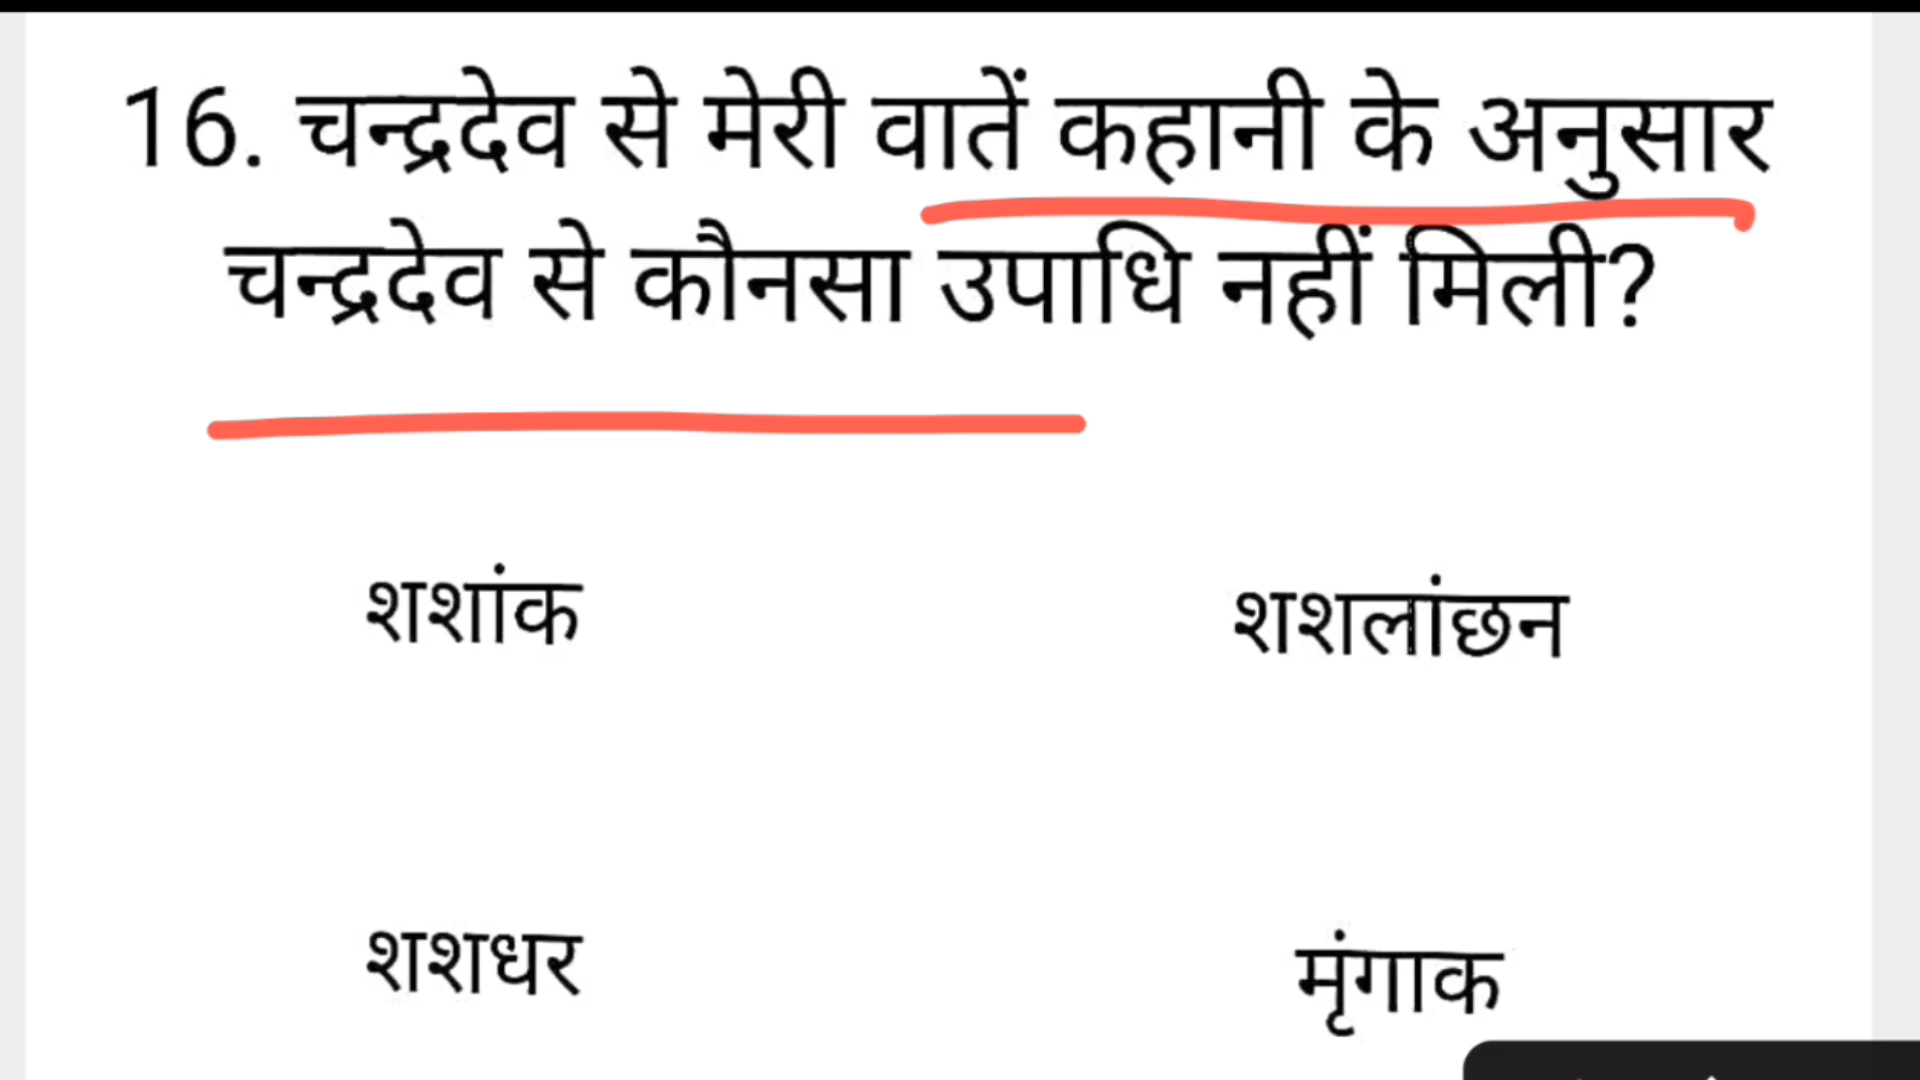 16. चन्द्रदेव से मेरी वातें कहानी के अनुसार
चन्द्रदेव से कौनसा उपाधि नहीं मिली?
शशांक
शशलांछन
शशधर
मृंगाक